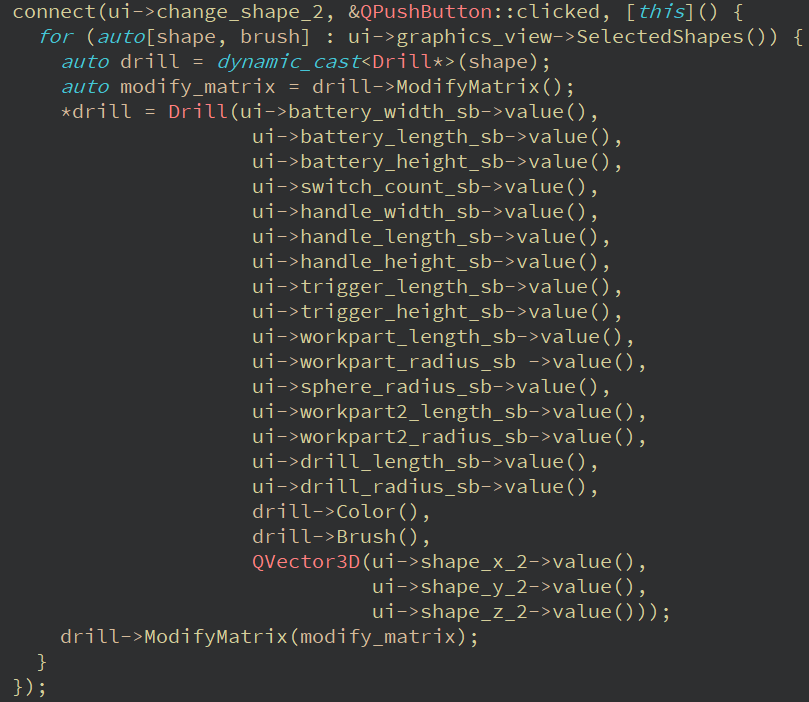 connect(ui->change_shape_2, &QPushButton::clicked, [this]() {
  for (auto[shape, brush] : ui->graphics_view->SelectedShapes()) {
    auto drill = dynamic_cast<Drill*>(shape);
    auto modify_matrix = drill->ModifyMatrix();
    *drill = Drill(ui->battery_width_sb->value(),
                    ui->battery_length_sb->value(),
                    ui->battery_height_sb->value(),
                    ui->switch_count_sb->value(),
                    ui->handle_width_sb->value(),
                    ui->handle_length_sb->value(),
                    ui->handle_height_sb->value(),
                    ui->trigger_length_sb->value(),
                    ui->trigger_height_sb->value(),
                    ui->workpart_length_sb->value(),
                    ui->workpart_radius_sb ->value(),
                    ui->sphere_radius_sb->value(),
                    ui->workpart2_length_sb->value(),
                    ui->workpart2_radius_sb->value(),
                    ui->drill_length_sb->value(),
                    ui->drill_radius_sb->value(),
                    drill->Color(),
                    drill->Brush(),
                    QVector3D(ui->shape_x_2->value(),
                              ui->shape_y_2->value(),
                              ui->shape_z_2->value()));
    drill->ModifyMatrix(modify_matrix);
  }
});